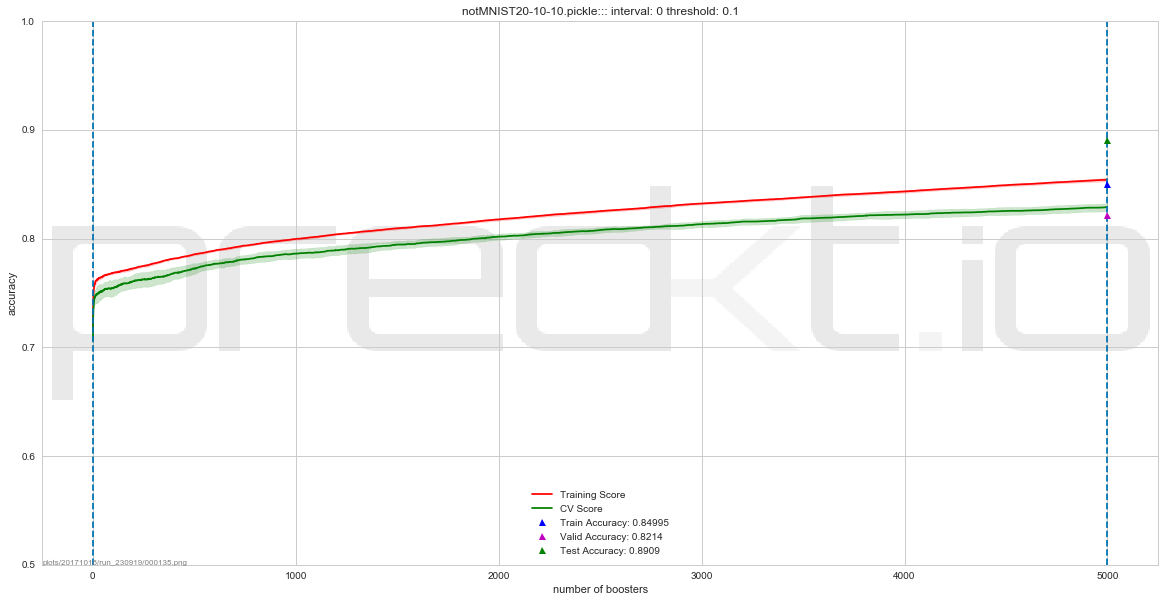 notMNIST20-10-10.pickle::: interval: 0 threshold: 0.1
1.0
0.9
0.8
0.7
0.6
0.5
accuracy
predkt.io
Training Score
CV Score
Train Accuracy: 0.84995
Valid Accuracy: 0.8214
Test Accuracy: 0.8909
0 1000 2000 3000 4000 5000
number of boosters